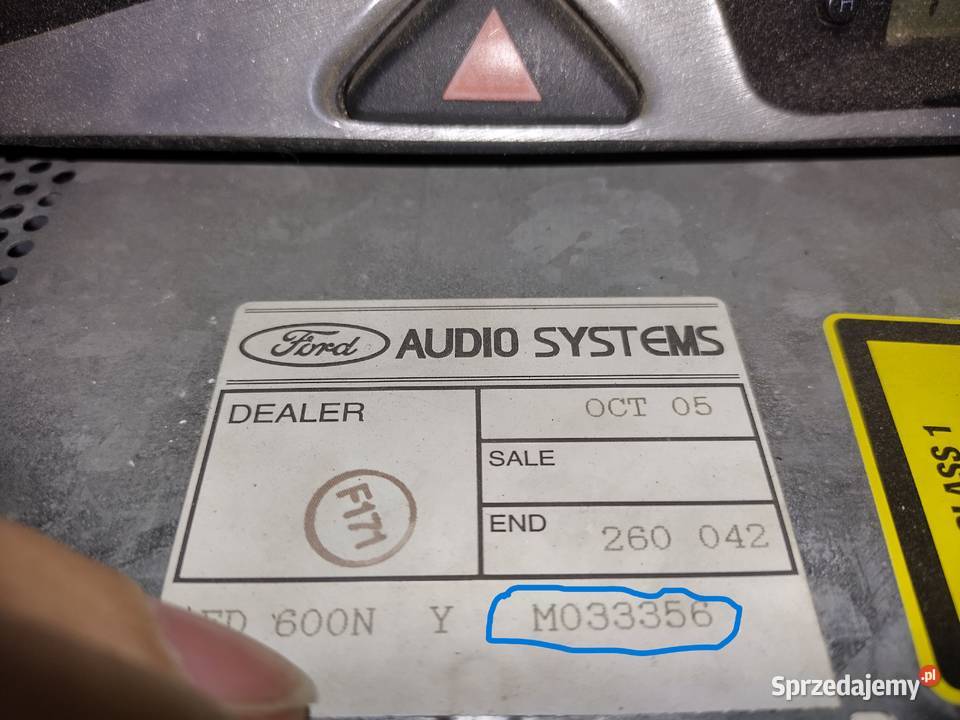 Ford AUDIO SYSTEMS
DEALER
OCT 05
SALE
F171
END 260 042
600N Y M033356
CLASS 1
Sprzedajemy.pl